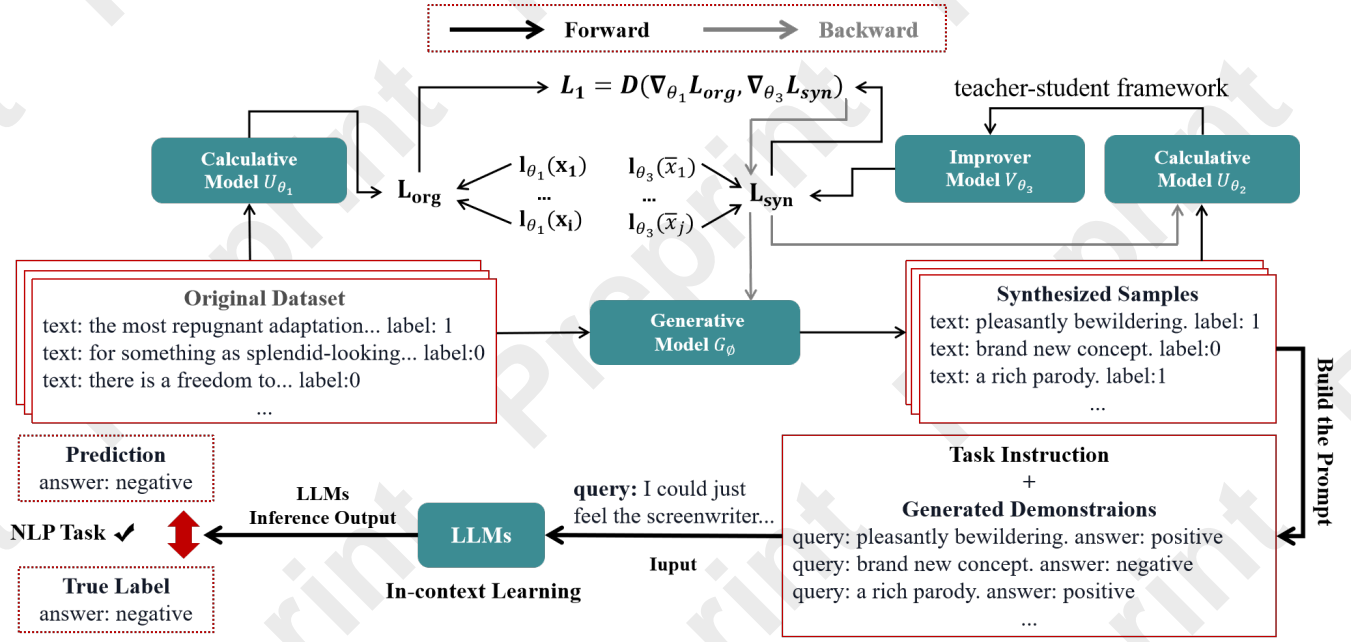 Forward
Backward
L₁ = D(∇θ₁Lorg, ∇θ₃Lsyn)
teacher-student framework
Calculative
Model Uθ₁
Lorg
lθ₁(x₁)
...
lθ₁(xᵢ)
lθ₃(x̅₁)
...
lθ₃(x̅ⱼ)
Lsyn
Improver
Model Vθ₃
Calculative
Model Uθ₂
Original Dataset
text: the most repugnant adaptation... label: 1
text: for something as splendid-looking... label:0
text: there is a freedom to... label:0
...
Generative
Model G∅
Synthesized Samples
text: pleasantly bewildering. label: 1
text: brand new concept. label:0
text: a rich parody. label:1
...
Build the Prompt
Prediction
answer: negative
NLP Task ✓
True Label
answer: negative
LLMs
Inference Output
LLMs
In-context Learning
query: I could just
feel the screenwriter...
Iuput
Task Instruction
+
Generated Demonstraions
query: pleasantly bewildering. answer: positive
query: brand new concept. answer: negative
query: a rich parody. answer: positive
...
Preprint
Preprint